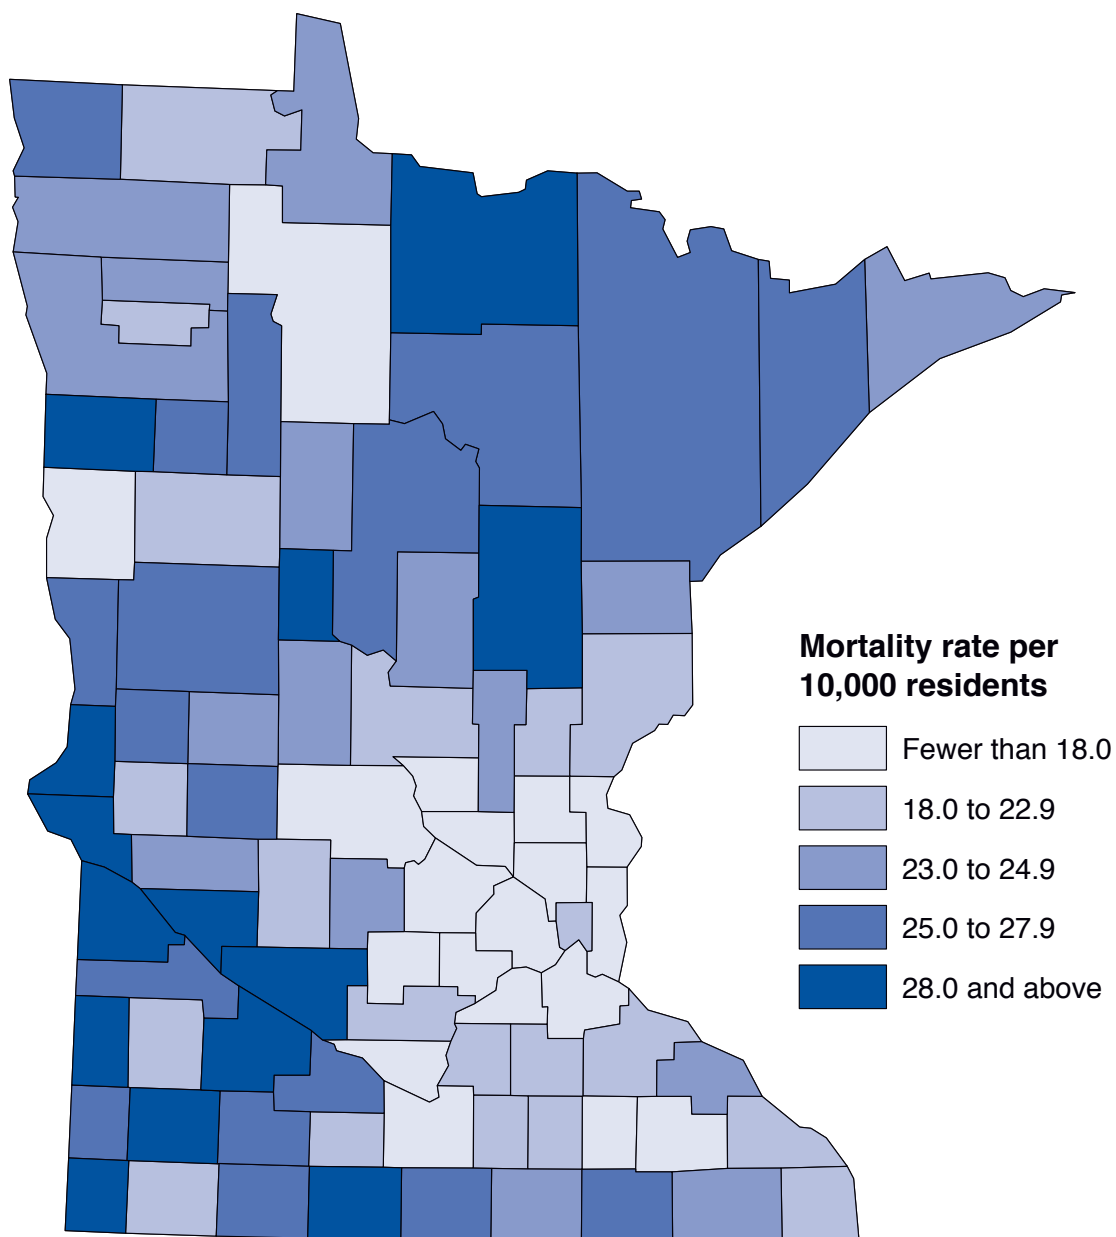 Mortality rate per
10,000 residents
Fewer than 18.0
18.0 to 22.9
23.0 to 24.9
25.0 to 27.9
28.0 and above